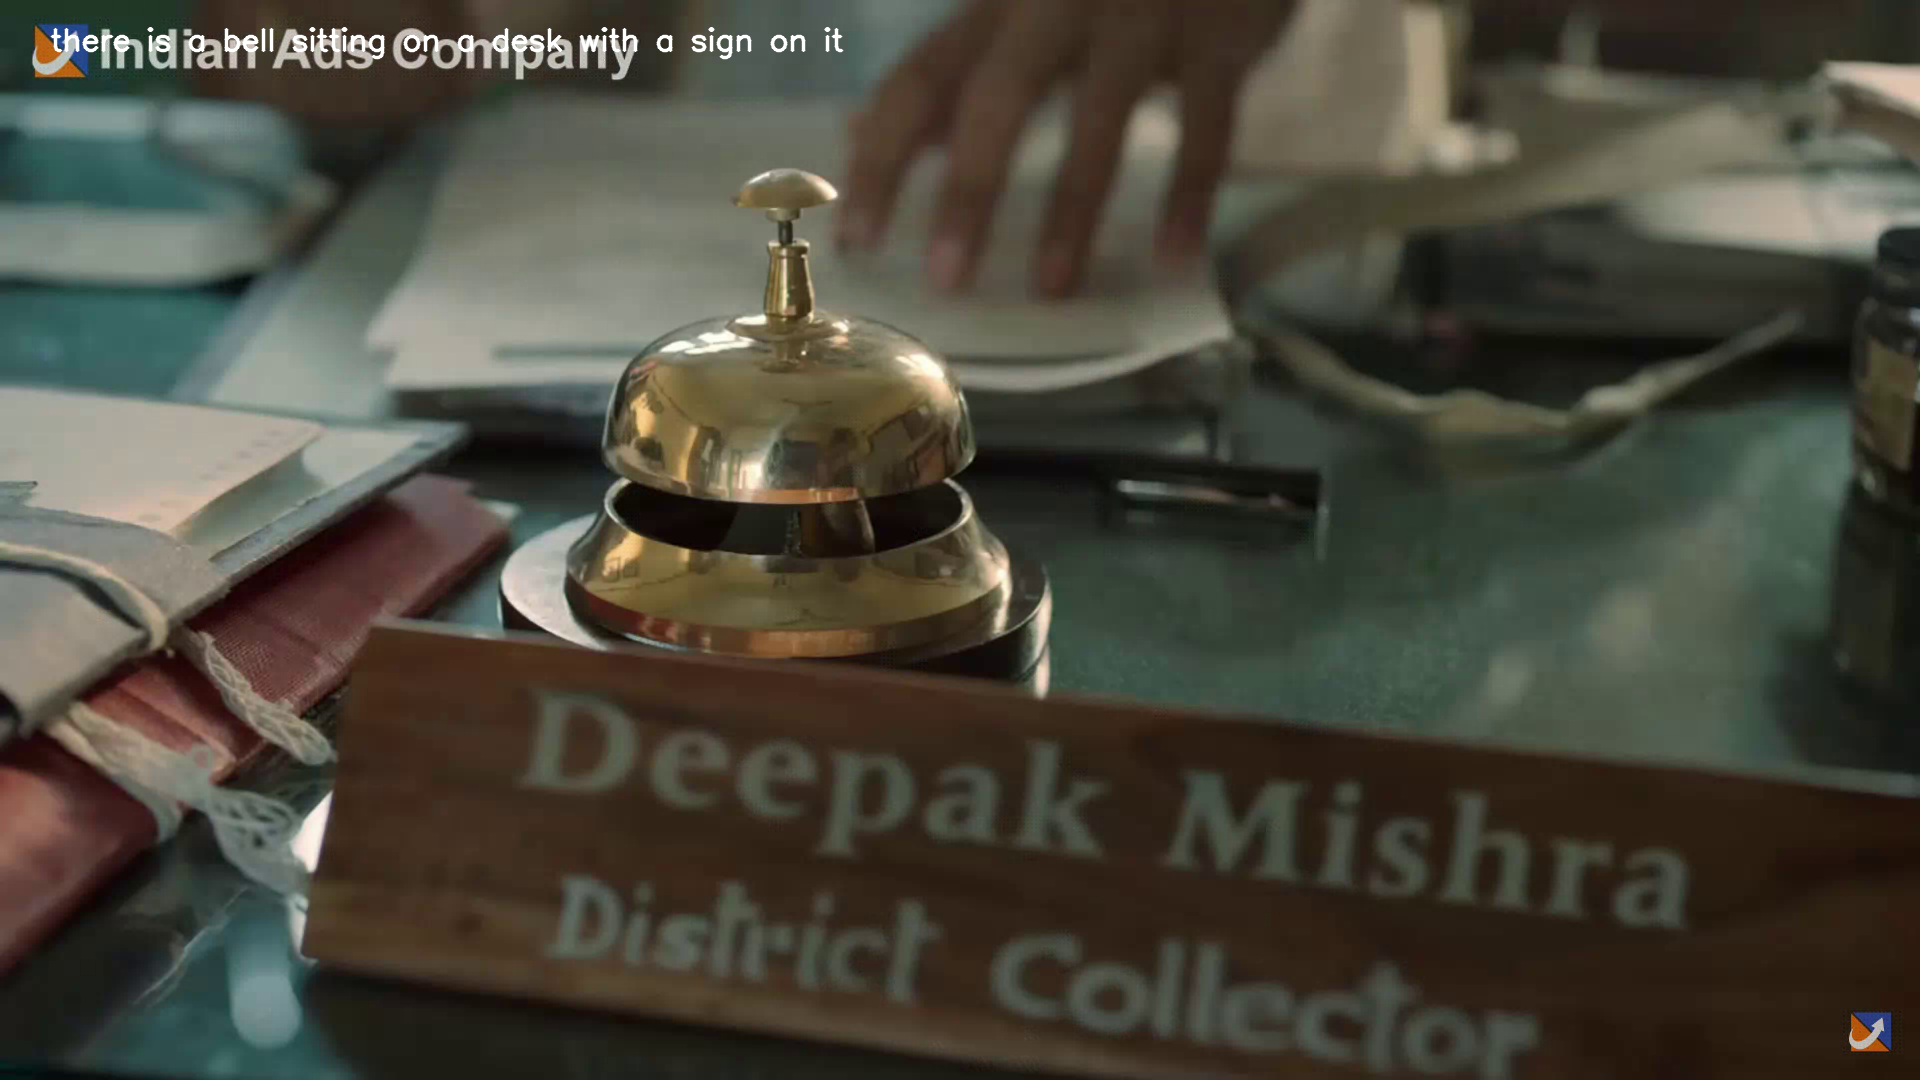 there is a bell sitting on a desk with a sign on it
Indian Ads Company
Deepak Mishra
District Collector